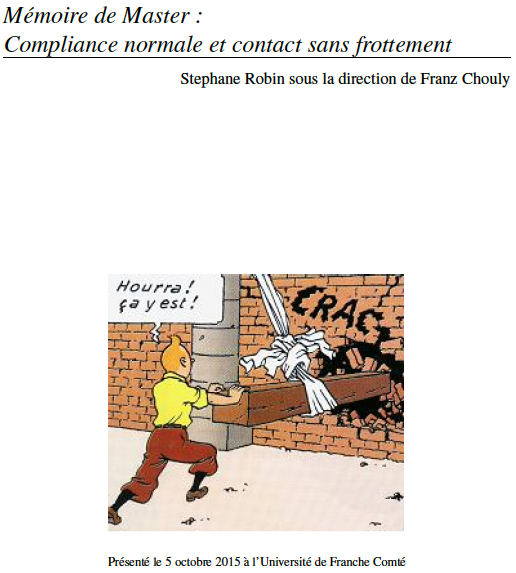 Mémoire de Master :
Compliance normale et contact sans frottement
Stephane Robin sous la direction de Franz Chouly
Hourra!
ça y est!
CRAC
Présenté le 5 octobre 2015 à l'Université de Franche Comté